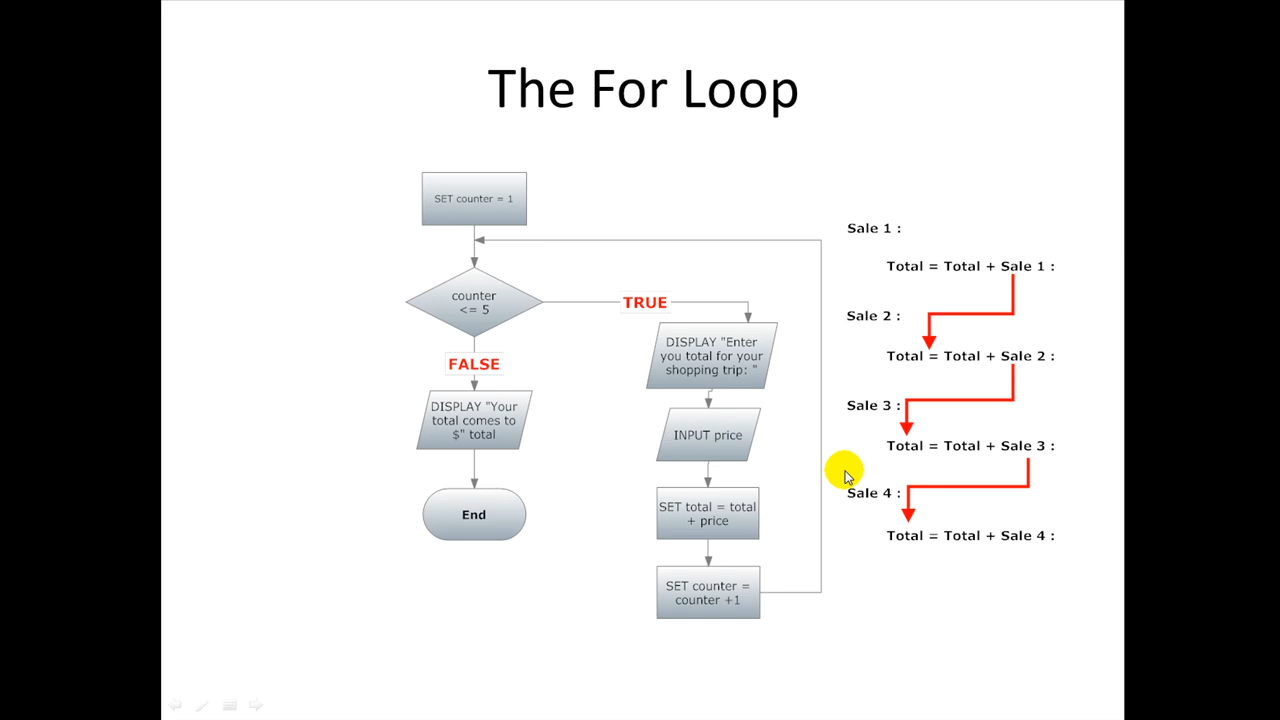 The For Loop
SET counter = 1
counter
<= 5
TRUE
FALSE
DISPLAY "Your
total comes to
$" total
End
DISPLAY "Enter
you total for your
shopping trip: "
INPUT price
SET total = total
+ price
SET counter =
counter +1
Sale 1 :
Total = Total + Sale 1 :
Sale 2 :
Total = Total + Sale 2 :
Sale 3 :
Total = Total + Sale 3 :
Sale 4 :
Total = Total + Sale 4 :